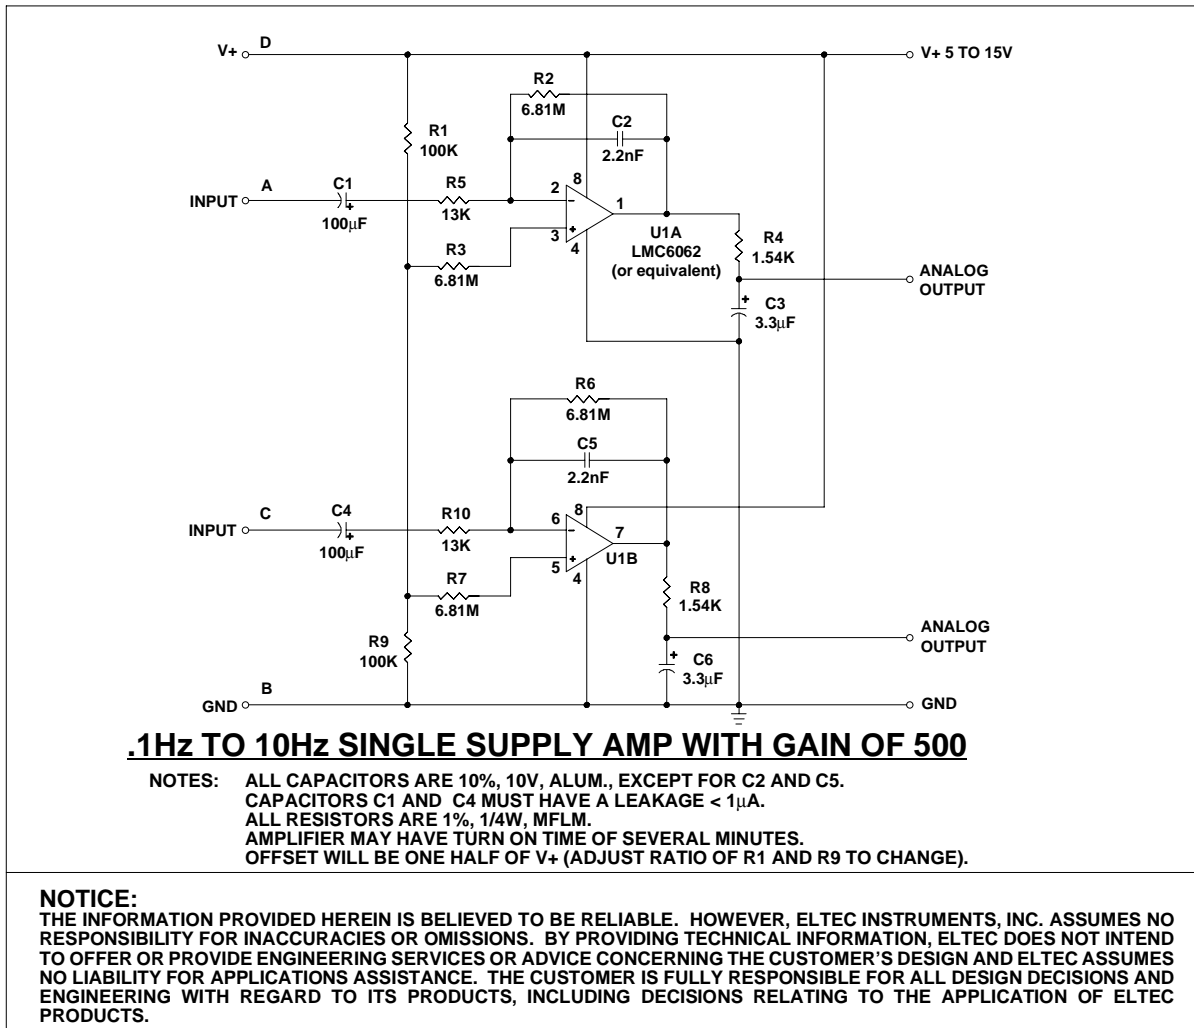 V+ D
V+ 5 TO 15V
R2
6.81M
C2
2.2nF
R1
100K
INPUT A
C1
+
100µF
R5
13K
2
8
-
1
3
+
4
U1A
LMC6062
(or equivalent)
R3
6.81M
R4
1.54K
ANALOG
OUTPUT
+
C3
3.3µF
R6
6.81M
C5
2.2nF
INPUT C
C4
+
100µF
R10
13K
6
8
-
7
5
+
4
U1B
R7
6.81M
R8
1.54K
R9
100K
ANALOG
OUTPUT
+
C6
3.3µF
GND B
GND
.1Hz TO 10Hz SINGLE SUPPLY AMP WITH GAIN OF 500
NOTES: ALL CAPACITORS ARE 10%, 10V, ALUM., EXCEPT FOR C2 AND C5.
CAPACITORS C1 AND C4 MUST HAVE A LEAKAGE < 1µA.
ALL RESISTORS ARE 1%, 1/4W, MFLM.
AMPLIFIER MAY HAVE TURN ON TIME OF SEVERAL MINUTES.
OFFSET WILL BE ONE HALF OF V+ (ADJUST RATIO OF R1 AND R9 TO CHANGE).
NOTICE:
THE INFORMATION PROVIDED HEREIN IS BELIEVED TO BE RELIABLE. HOWEVER, ELTEC INSTRUMENTS, INC. ASSUMES NO
RESPONSIBILITY FOR INACCURACIES OR OMISSIONS. BY PROVIDING TECHNICAL INFORMATION, ELTEC DOES NOT INTEND
TO OFFER OR PROVIDE ENGINEERING SERVICES OR ADVICE CONCERNING THE CUSTOMER'S DESIGN AND ELTEC ASSUMES
NO LIABILITY FOR APPLICATIONS ASSISTANCE. THE CUSTOMER IS FULLY RESPONSIBLE FOR ALL DESIGN DECISIONS AND
ENGINEERING WITH REGARD TO ITS PRODUCTS, INCLUDING DECISIONS RELATING TO THE APPLICATION OF ELTEC
PRODUCTS.